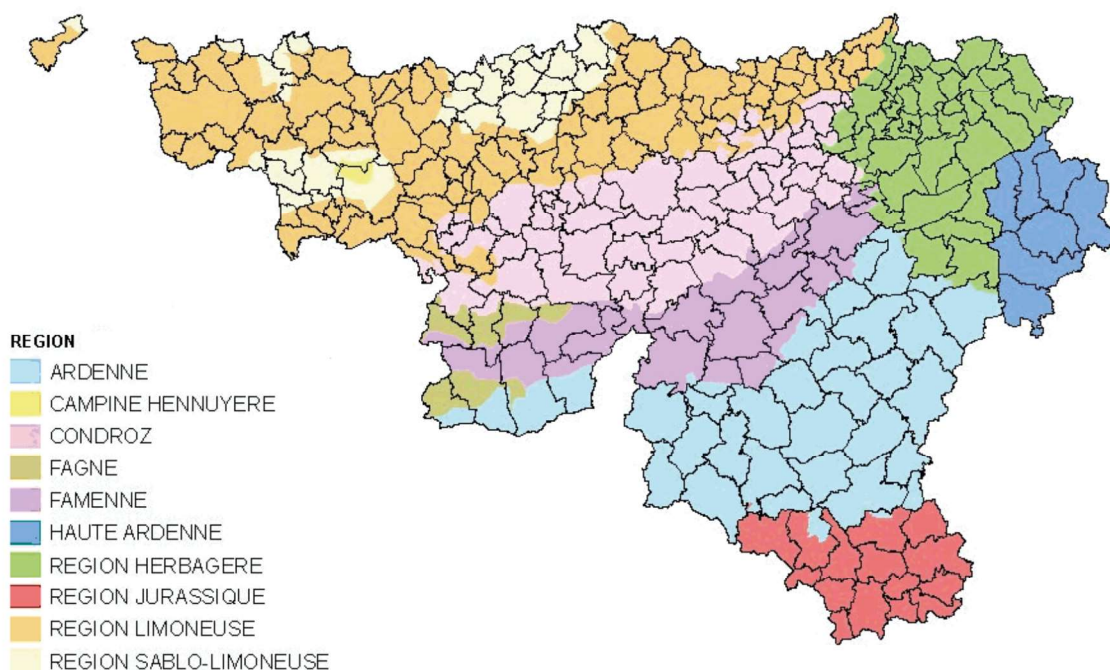 REGION
ARDENNE
CAMPINE HENNUYERE
CONDROZ
FAGNE
FAMENNE
HAUTE ARDENNE
REGION HERBAGERE
REGION JURASSIQUE
REGION LIMONEUSE
REGION SABLO-LIMONEUSE